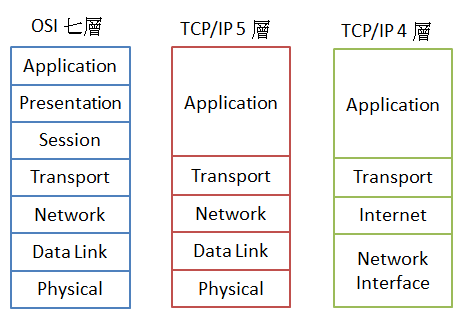 OSI 七層
Application
Presentation
Session
Transport
Network
Data Link
Physical
TCP/IP 5 層
Application
Transport
Network
Data Link
Physical
TCP/IP 4 層
Application
Transport
Internet
Network
Interface